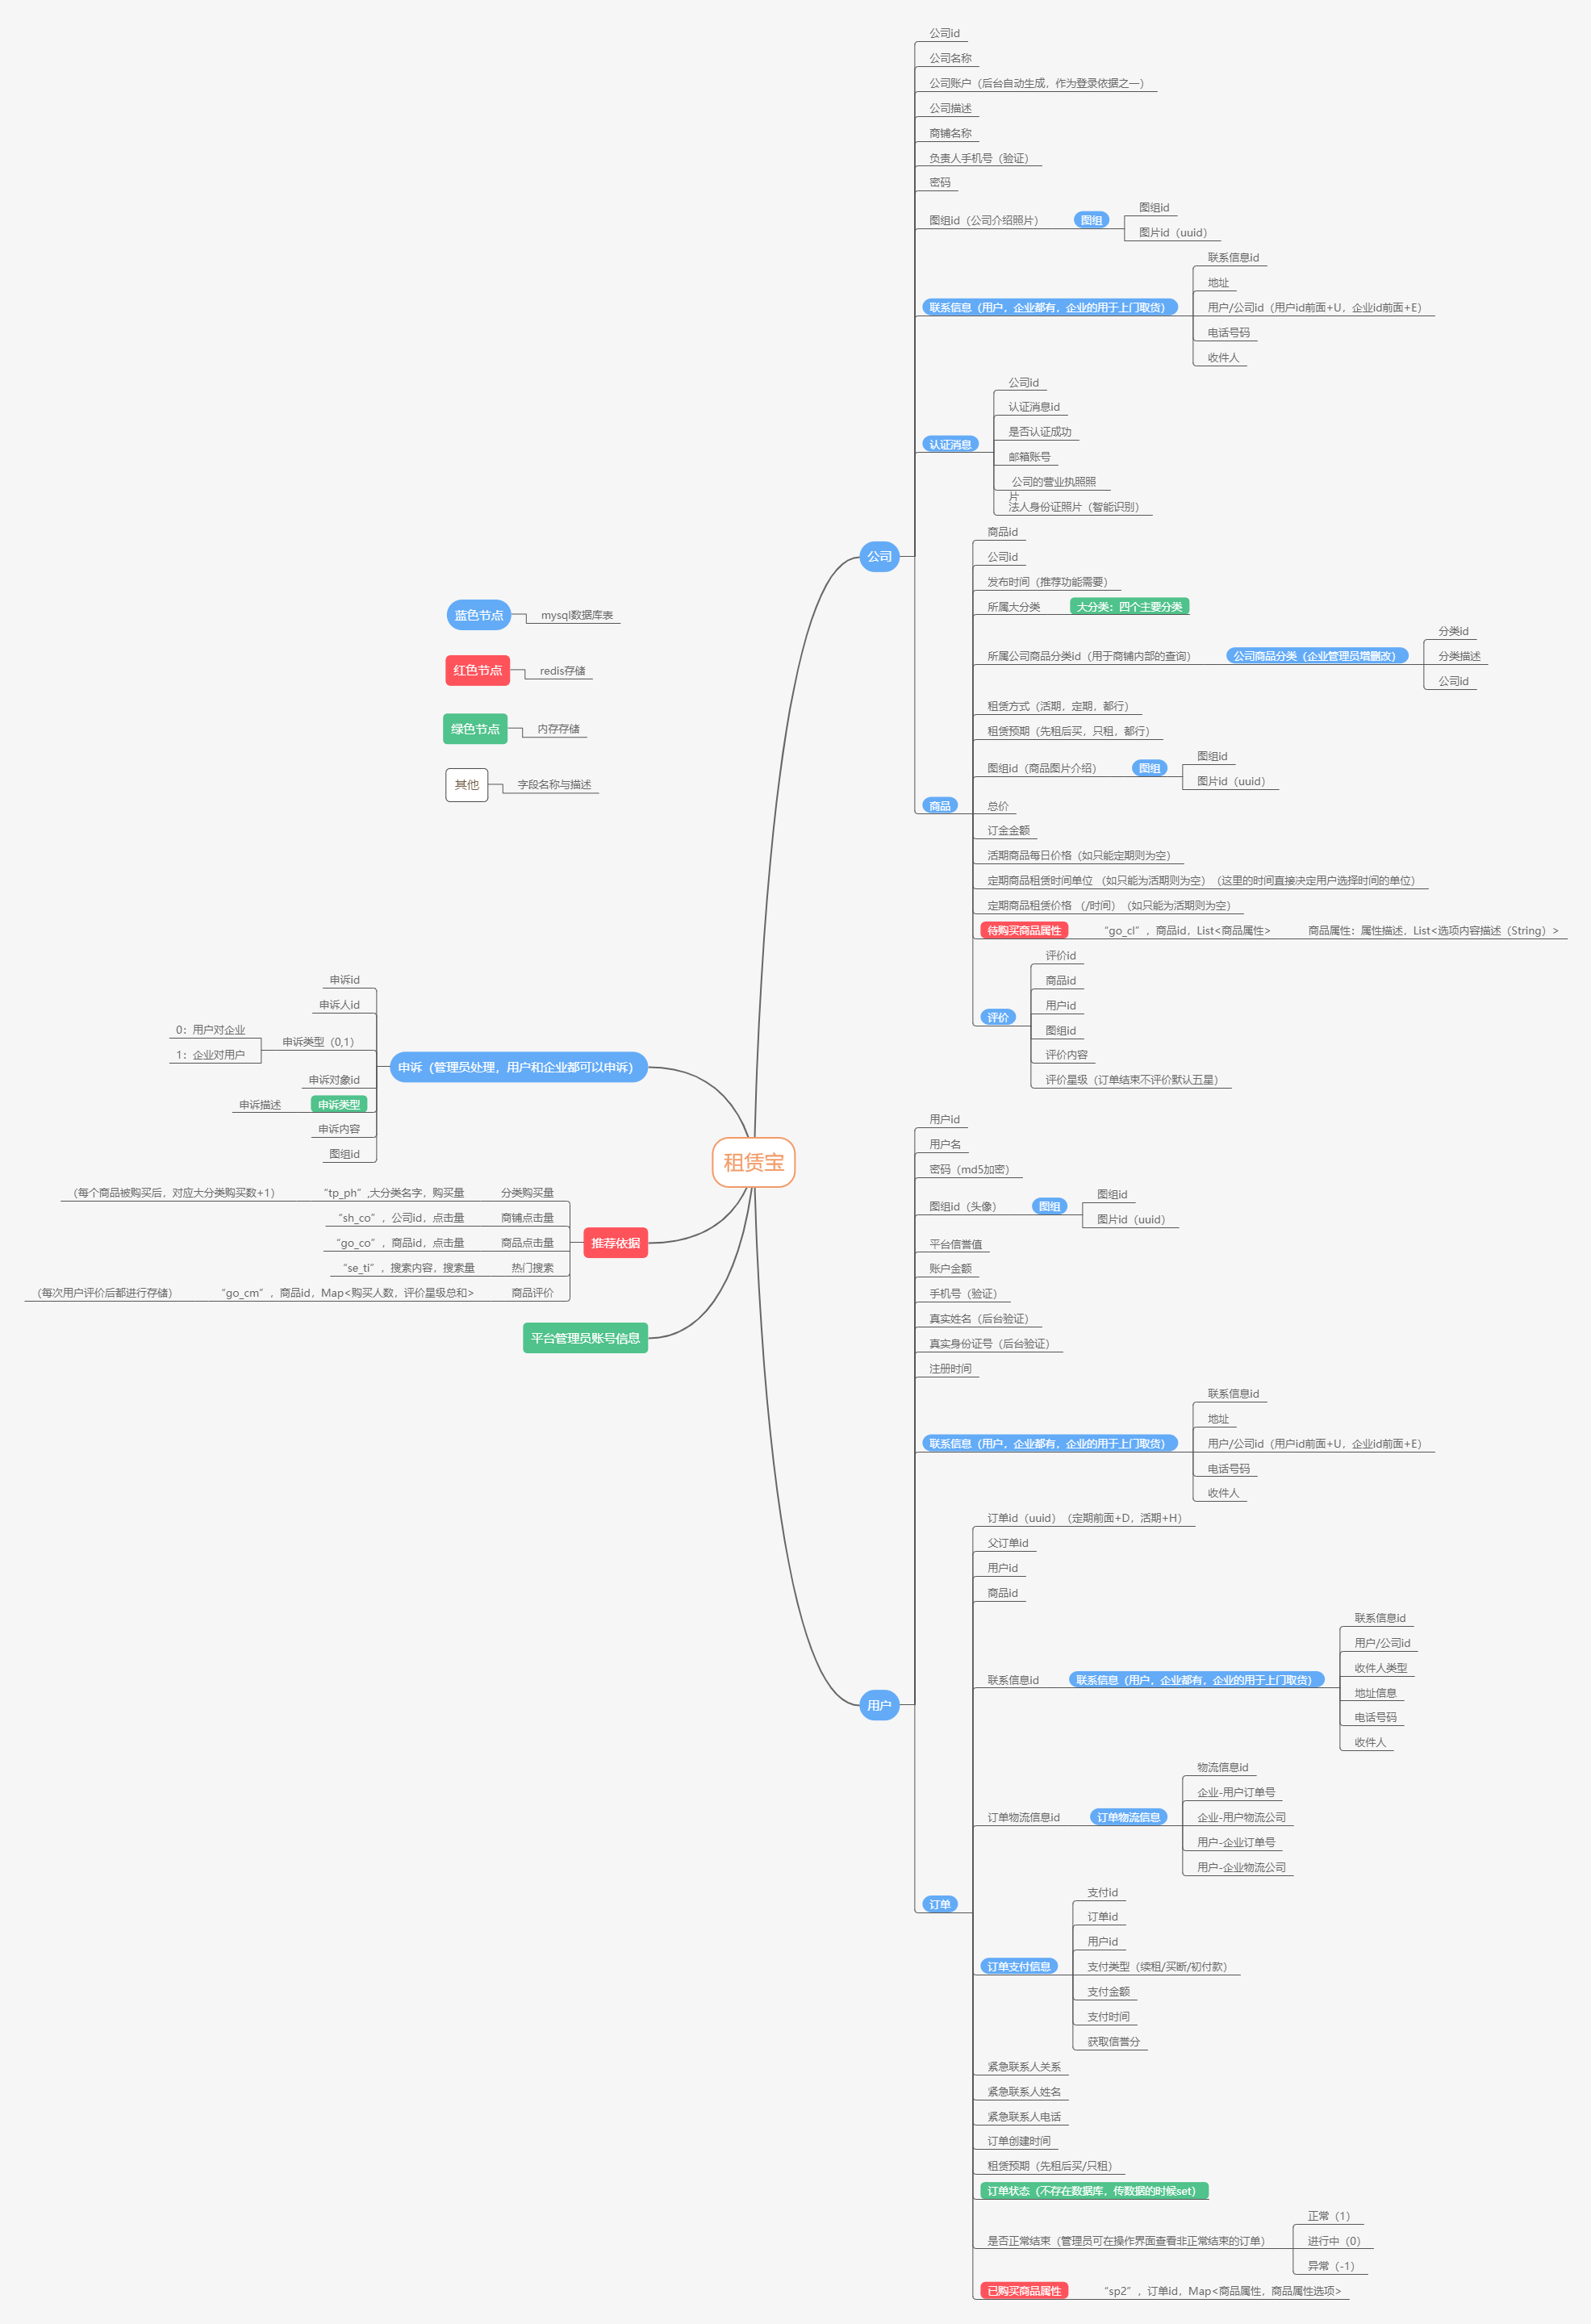 租赁宝
公司
公司id
公司名称
公司账户（后台自动生成，作为登录依据之一）
公司描述
商铺名称
负责人手机号（验证）
密码
图组id（公司介绍照片）
图组
图组id
图片id（uuid）
联系信息（用户，企业都有，企业的用于上门取货）
联系信息id
地址
用户/公司id（用户id前面+U，企业id前面+E）
电话号码
收件人
认证消息
公司id
认证消息id
是否认证成功
邮箱账号
公司的营业执照照
片
法人身份证照片（智能识别）
商品
商品id
公司id
发布时间（推荐功能需要）
所属大分类
大分类：四个主要分类
所属公司商品分类id（用于商铺内部的查询）
公司商品分类（企业管理员增删改）
分类id
分类描述
公司id
租赁方式（活期，定期，都行）
租赁预期（先租后买，只租，都行）
图组id（商品图片介绍）
图组
图组id
图片id（uuid）
总价
订金金额
活期商品每日价格（如只能定期则为空）
定期商品租赁时间单位 （如只能为活期则为空）（这里的时间直接决定用户选择时间的单位）
定期商品租赁价格 （/时间）（如只能为活期则为空）
待购买商品属性
“go_cl”，商品id，List<商品属性>
商品属性：属性描述，List<选项内容描述（String）>
评价
评价id
商品id
用户id
图组id
评价内容
评价星级（订单结束不评价默认五星）
蓝色节点
mysql数据库表
红色节点
redis存储
绿色节点
内存存储
其他
字段名称与描述
申诉（管理员处理，用户和企业都可以申诉）
申诉id
申诉人id
申诉类型（0,1）
0：用户对企业
1：企业对用户
申诉对象id
申诉类型
申诉描述
申诉内容
图组id
推荐依据
分类购买量
“tp_ph”,大分类名字，购买量
（每个商品被购买后，对应大分类购买数+1）
商铺点击量
“sh_co”，公司id，点击量
商品点击量
“go_co”，商品id，点击量
热门搜索
“se_ti”，搜索内容，搜索量
商品评价
“go_cm”，商品id，Map<购买人数，评价星级总和>
（每次用户评价后都进行存储）
平台管理员账号信息
用户
用户id
用户名
密码（md5加密）
图组id（头像）
图组
图组id
图片id（uuid）
平台信誉值
账户金额
手机号（验证）
真实姓名（后台验证）
真实身份证号（后台验证）
注册时间
联系信息（用户，企业都有，企业的用于上门取货）
联系信息id
地址
用户/公司id（用户id前面+U，企业id前面+E）
电话号码
收件人
订单
订单id（uuid）（定期前面+D，活期+H）
父订单id
用户id
商品id
联系信息id
联系信息（用户，企业都有，企业的用于上门取货）
联系信息id
用户/公司id
收件人类型
地址信息
电话号码
收件人
订单物流信息id
订单物流信息
物流信息id
企业-用户订单号
企业-用户物流公司
用户-企业订单号
用户-企业物流公司
订单支付信息
支付id
订单id
用户id
支付类型（续租/买断/初付款）
支付金额
支付时间
获取信誉分
紧急联系人关系
紧急联系人姓名
紧急联系人电话
订单创建时间
租赁预期（先租后买/只租）
订单状态（不存在数据库，传数据的时候set）
是否正常结束（管理员可在操作界面查看非正常结束的订单）
正常（1）
进行中（0）
异常（-1）
已购买商品属性
“sp2”，订单id，Map<商品属性，商品属性选项>